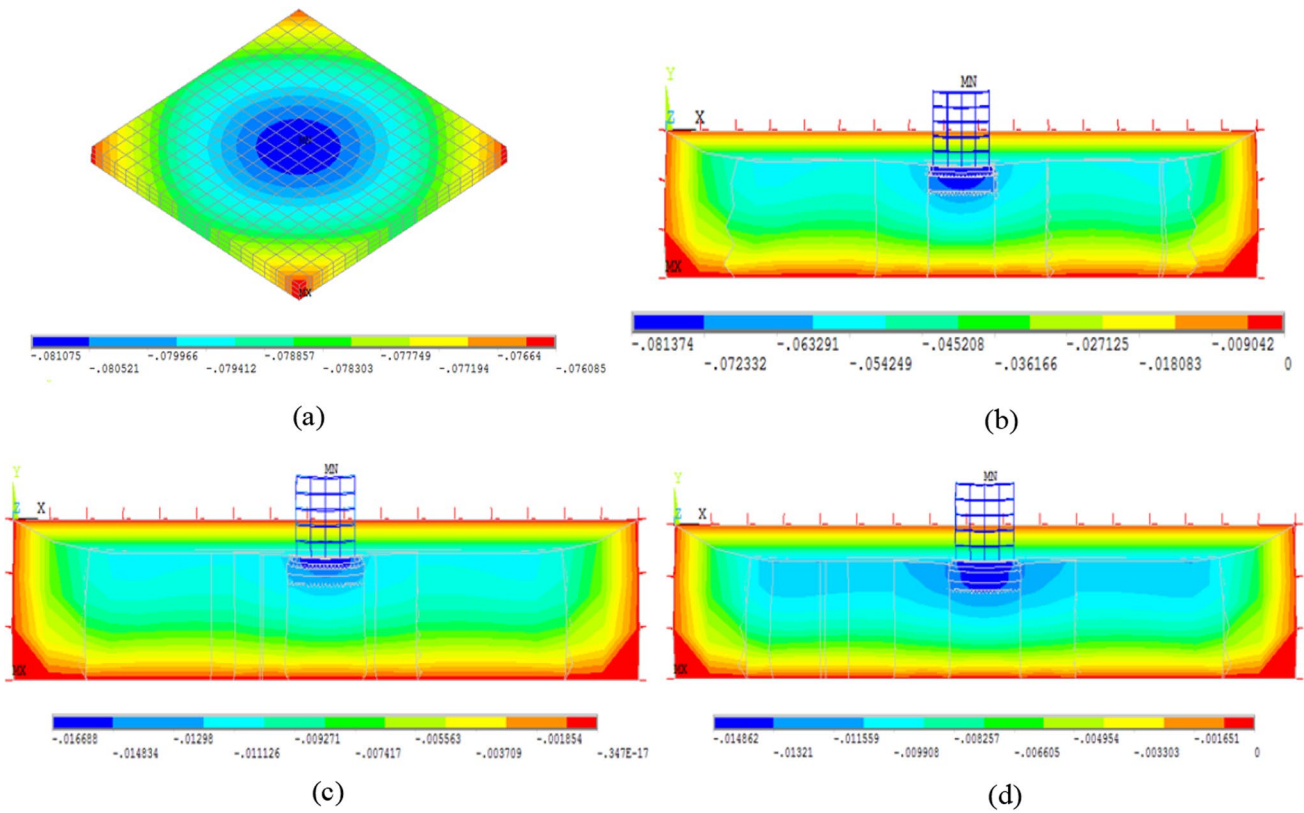 MX
-.081075 -.079966 -.078857 -.077749 -.07664
-.080521 -.079412 -.078303 -.077194 -.076085
(a)
MN
Y
Z X
MX
-.081374 -.063291 -.045208 -.027125 -.009042
-.072332 -.054249 -.036166 -.018083 0
(b)
MN
Y
Z X
MX
-.016688 -.01298 -.009271 -.005563 -.001854
-.014834 -.011126 -.007417 -.003709 -.347E-17
(c)
MN
Y
Z X
MX
-.014862 -.011559 -.008257 -.004954 -.001651
-.01321 -.009908 -.006605 -.003303 0
(d)